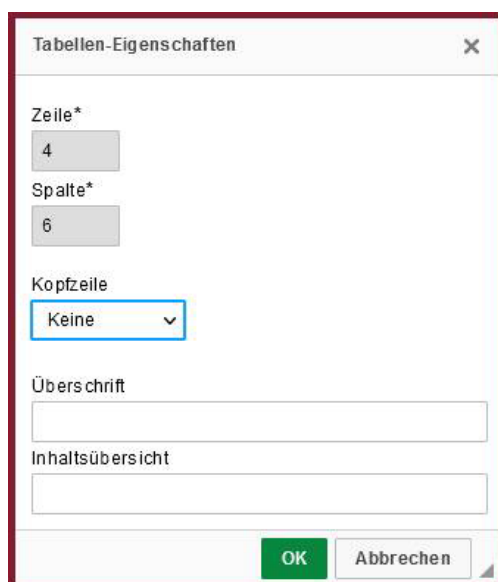 Tabellen-Eigenschaften
Zeile*
4
Spalte*
6
Kopfzeile
Keine
Überschrift
Inhaltsübersicht
OK Abbrechen